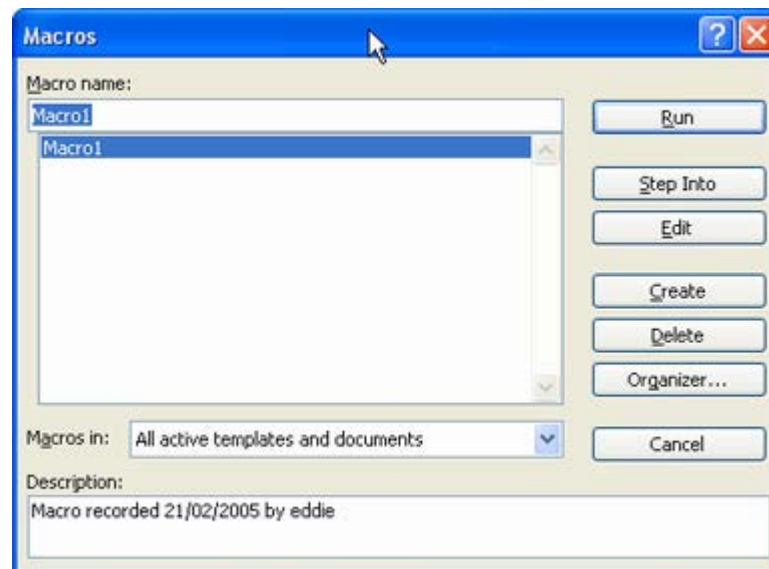 Macros
Macro name:
Macro1
Macro1
Run
Step Into
Edit
Create
Delete
Organizer...
Macros in: All active templates and documents
Cancel
Description:
Macro recorded 21/02/2005 by eddie